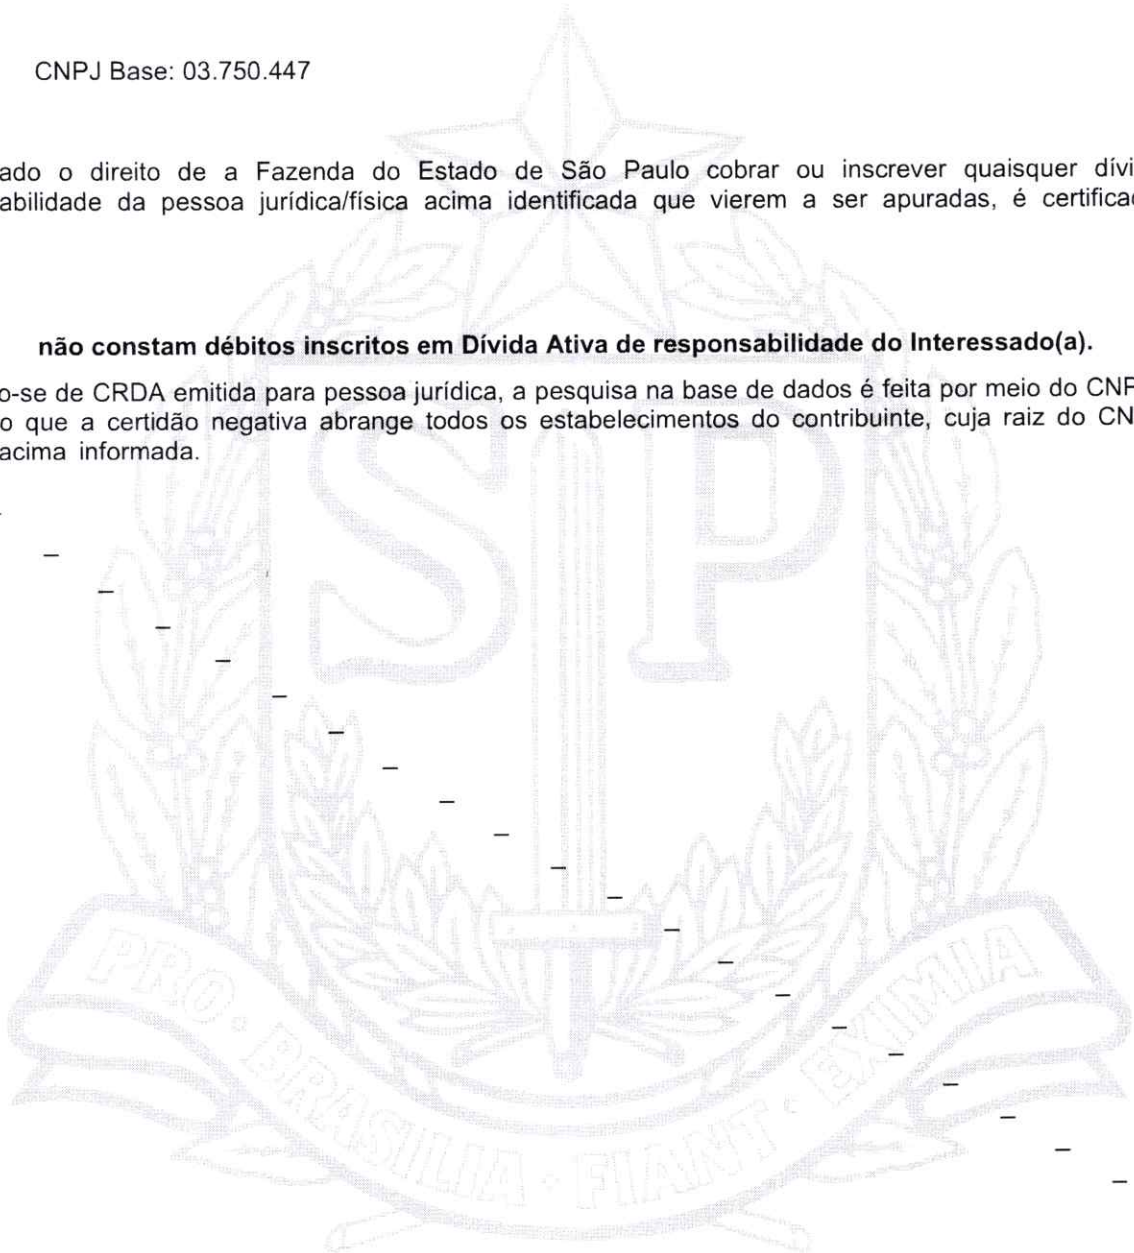 CNPJ Base: 03.750.447
ado o direito de a Fazenda do Estado de São Paulo cobrar ou inscrever quaisquer dívi
abilidade da pessoa jurídica/física acima identificada que vierem a ser apuradas, é certifica
não constam débitos inscritos em Dívida Ativa de responsabilidade do Interessado(a).
o-se de CRDA emitida para pessoa jurídica, a pesquisa na base de dados é feita por meio do CNP
o que a certidão negativa abrange todos os estabelecimentos do contribuinte, cuja raiz do CN
acima informada.
SP
PRO · BRASILIA · FIANT · EXIMIA